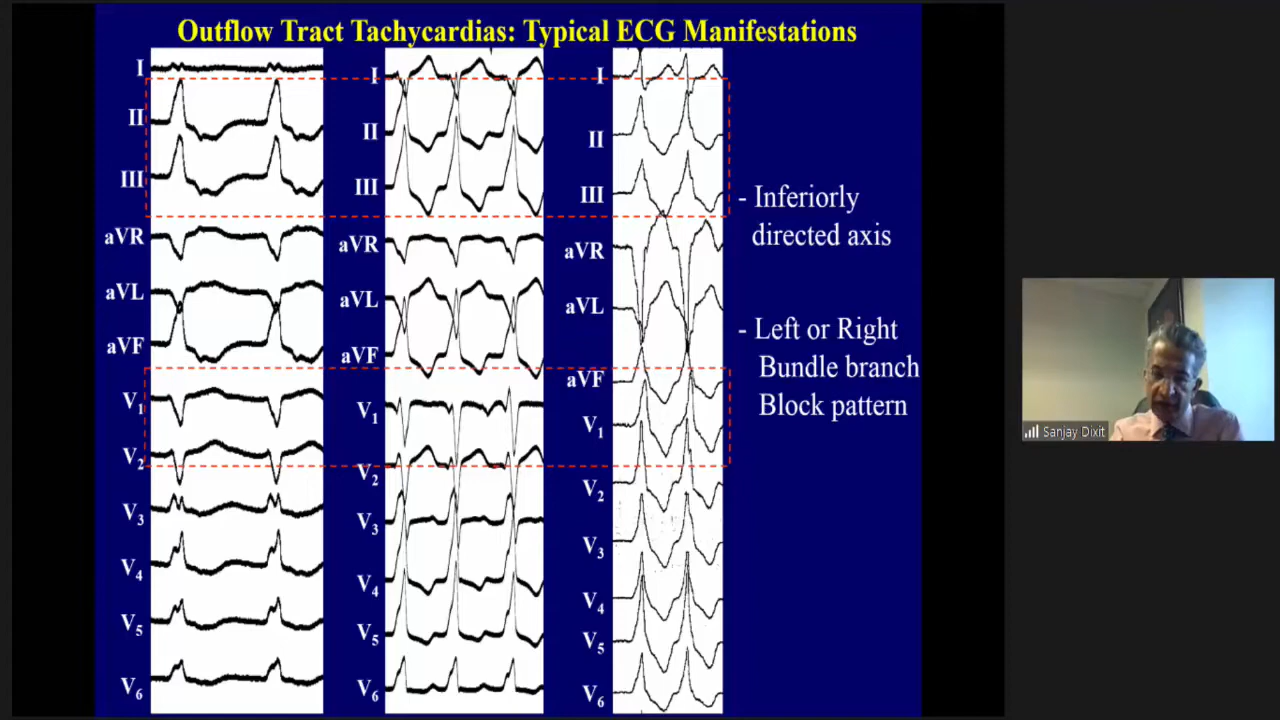 Outflow Tract Tachycardias: Typical ECG Manifestations
I
II
III
aVR
aVL
aVF
V1
V2
V3
V4
V5
V6
I
II
III
aVR
aVL
aVF
V1
V2
V3
V4
V5
V6
I
II
III
aVR
aVL
aVF
V1
V2
V3
V4
V5
V6
- Inferiorly
directed axis
- Left or Right
Bundle branch
Block pattern
Sanjay Dixit